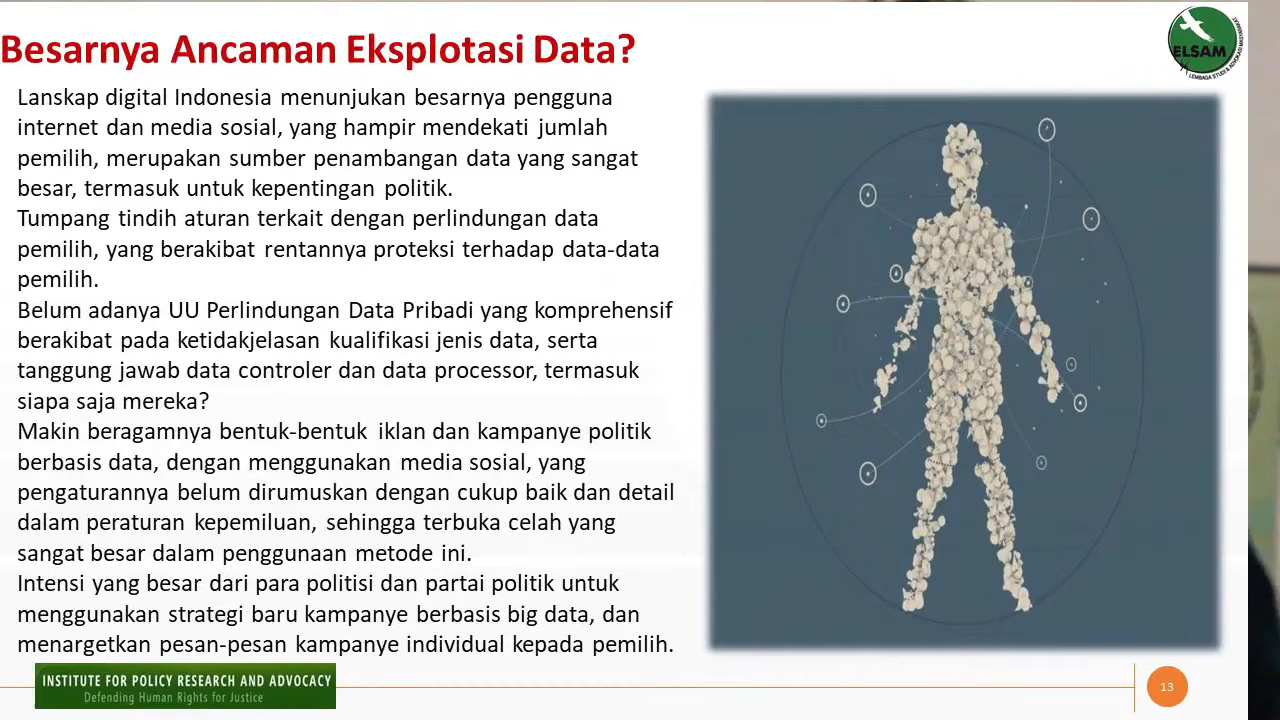 Besarnya Ancaman Eksplotasi Data?
ELSAM
LEMBAGA STUDI & ADVOKASI MASYARAKAT
Lanskap digital Indonesia menunjukan besarnya pengguna
internet dan media sosial, yang hampir mendekati jumlah
pemilih, merupakan sumber penambangan data yang sangat
besar, termasuk untuk kepentingan politik.
Tumpang tindih aturan terkait dengan perlindungan data
pemilih, yang berakibat rentannya proteksi terhadap data-data
pemilih.
Belum adanya UU Perlindungan Data Pribadi yang komprehensif
berakibat pada ketidakjelasan kualifikasi jenis data, serta
tanggung jawab data controler dan data processor, termasuk
siapa saja mereka?
Makin beragamnya bentuk-bentuk iklan dan kampanye politik
berbasis data, dengan menggunakan media sosial, yang
pengaturannya belum dirumuskan dengan cukup baik dan detail
dalam peraturan kepemiluan, sehingga terbuka celah yang
sangat besar dalam penggunaan metode ini.
Intensi yang besar dari para politisi dan partai politik untuk
menggunakan strategi baru kampanye berbasis big data, dan
menargetkan pesan-pesan kampanye individual kepada pemilih.
INSTITUTE FOR POLICY RESEARCH AND ADVOCACY
Defending Human Rights for Justice
13